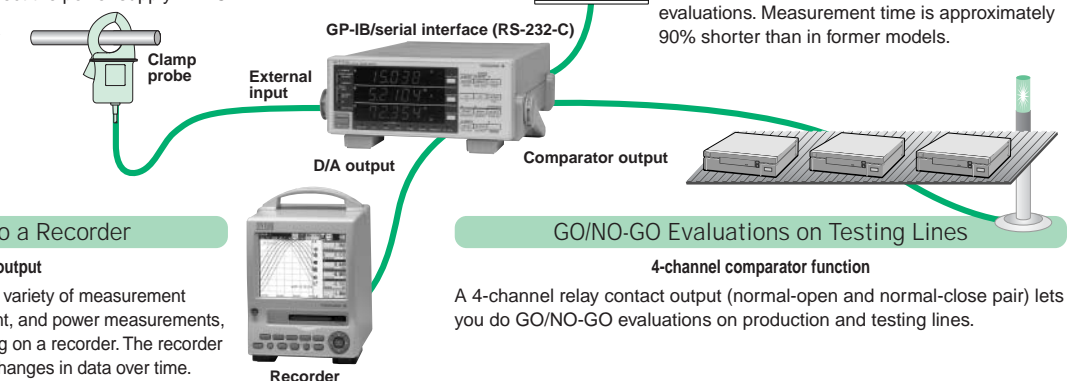 evaluations. Measurement time is approximately
90% shorter than in former models.
GP-IB/serial interface (RS-232-C)
Clamp
probe
External
input
D/A output
Comparator output
o a Recorder
output
variety of measurement
nt, and power measurements,
g on a recorder. The recorder
hanges in data over time.
Recorder
GO/NO-GO Evaluations on Testing Lines
4-channel comparator function
A 4-channel relay contact output (normal-open and normal-close pair) lets
you do GO/NO-GO evaluations on production and testing lines.